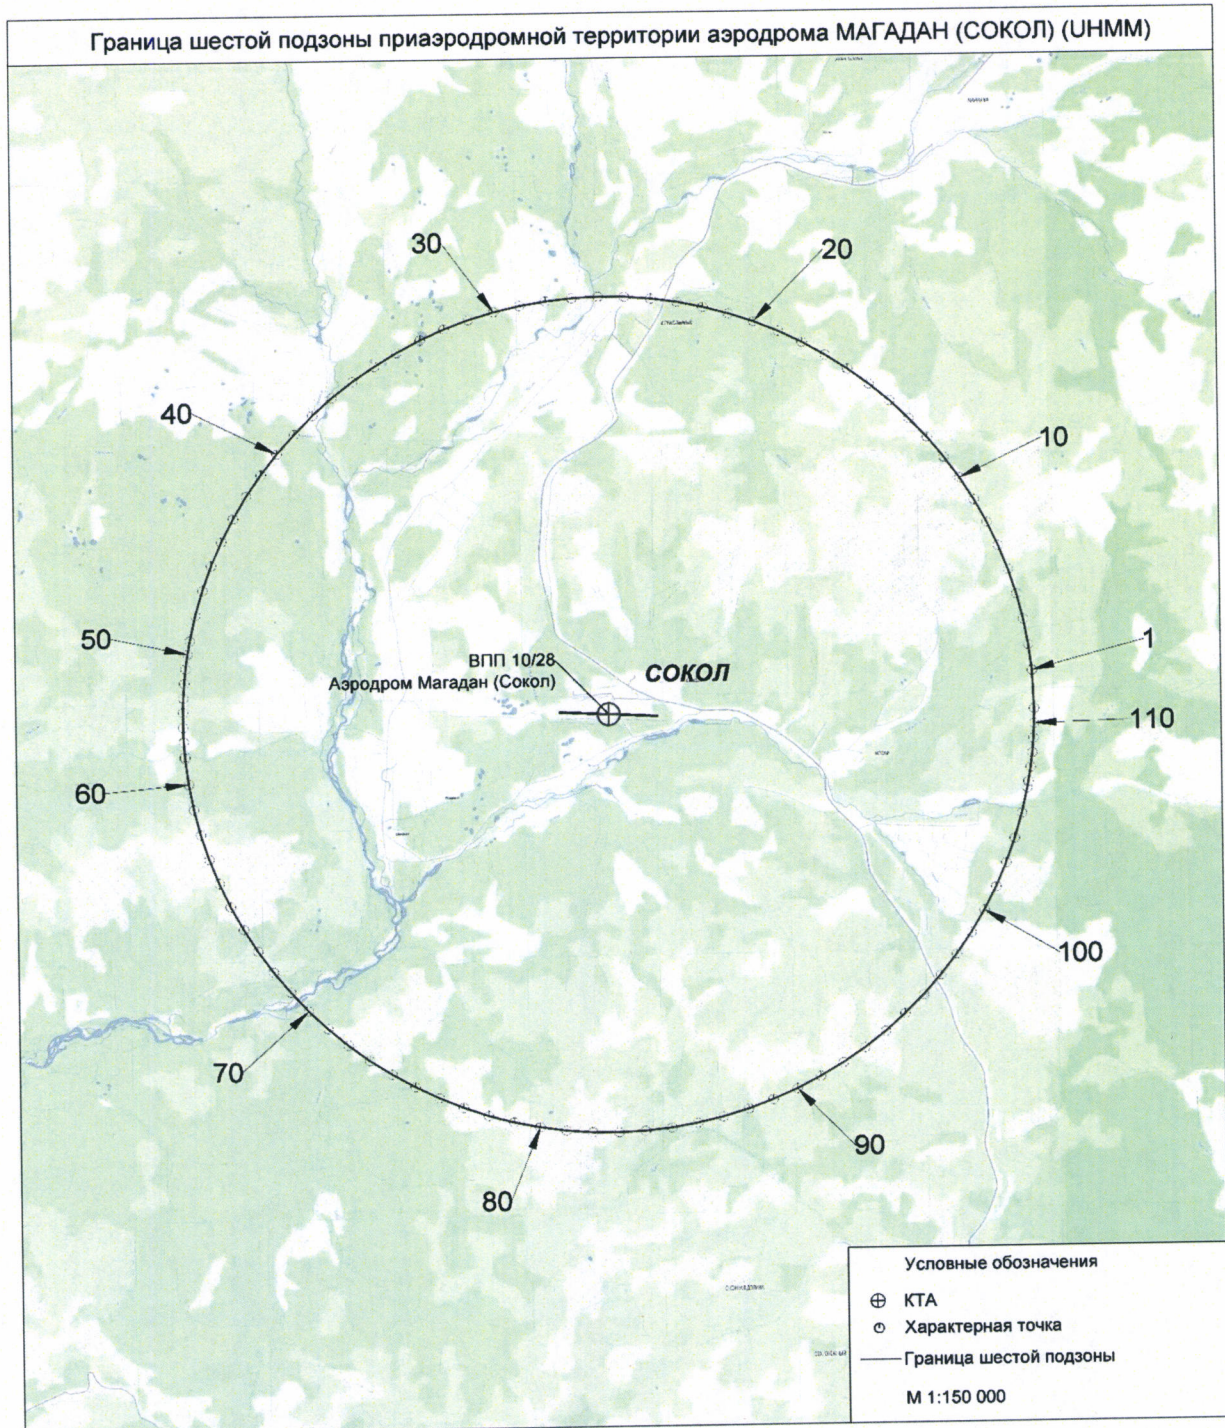 Граница шестой подзоны приаэродромной территории аэродрома МАГАДАН (СОКОЛ) (UHMM)
30
20
40
10
50
1
ВПП 10/28
СОКОЛ
Аэродром Магадан (Сокол)
110
60
100
70
90
80
Условные обозначения
КТА
Характерная точка
Граница шестой подзоны
М 1:150 000